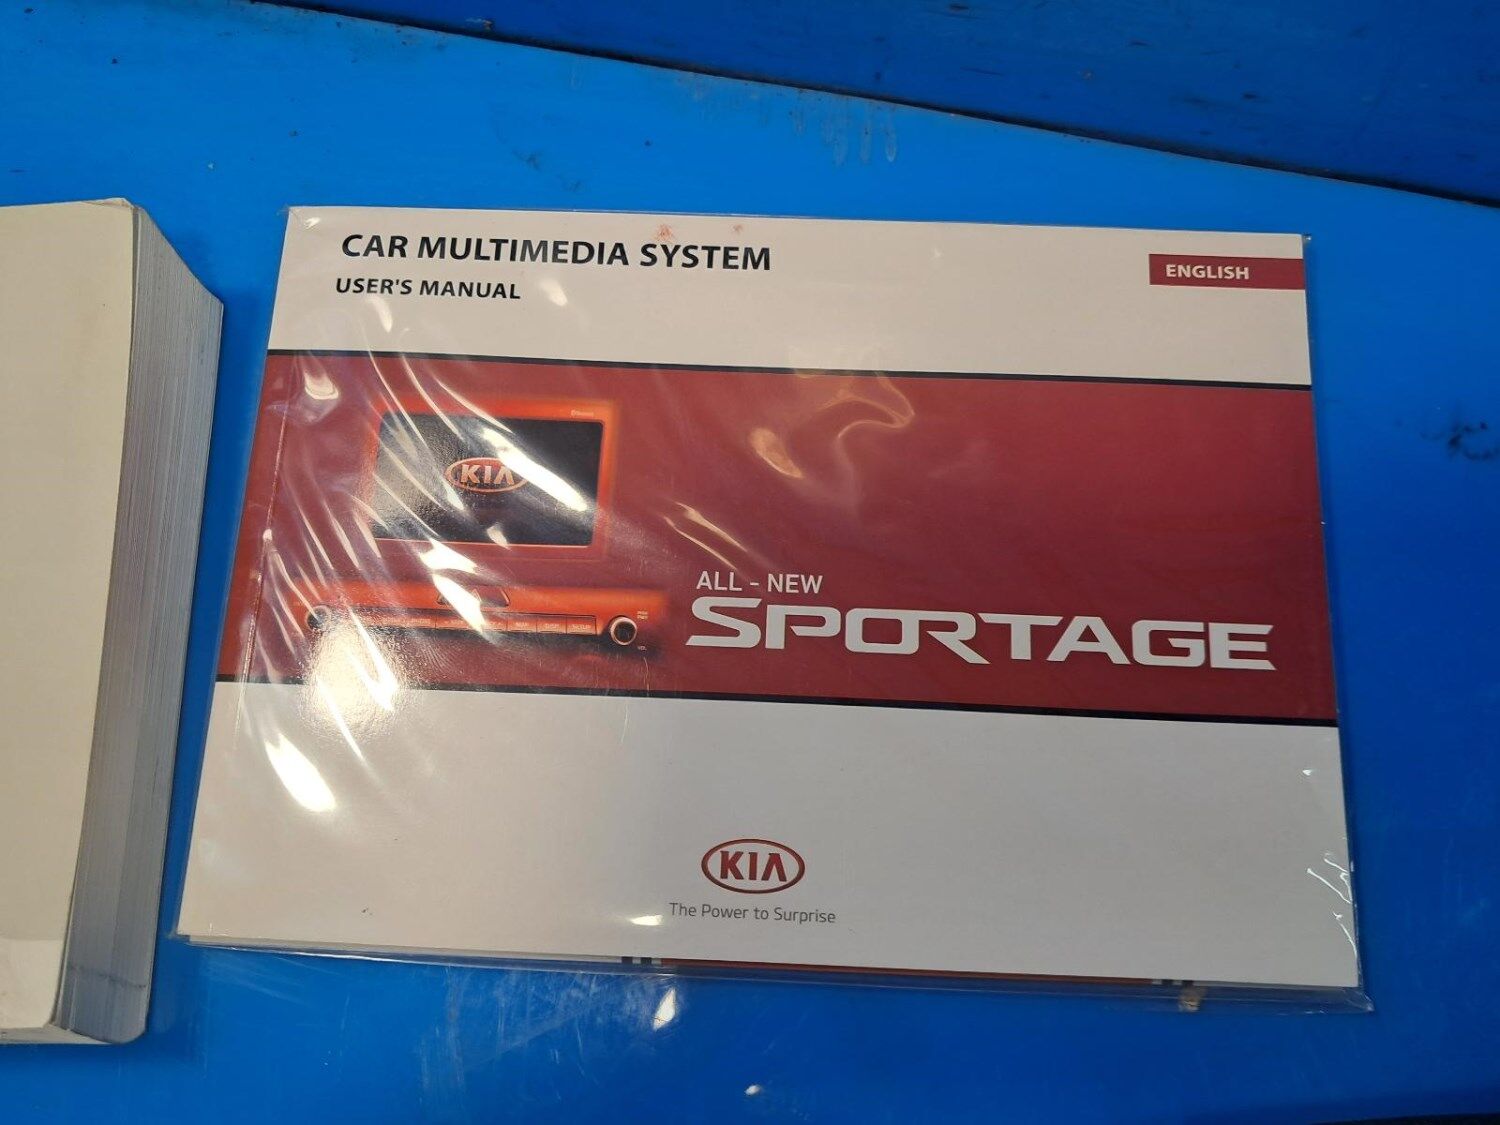 CAR MULTIMEDIA SYSTEM
USER'S MANUAL
ENGLISH
KIA
ALL - NEW
SPORTAGE
KIA
The Power to Surprise